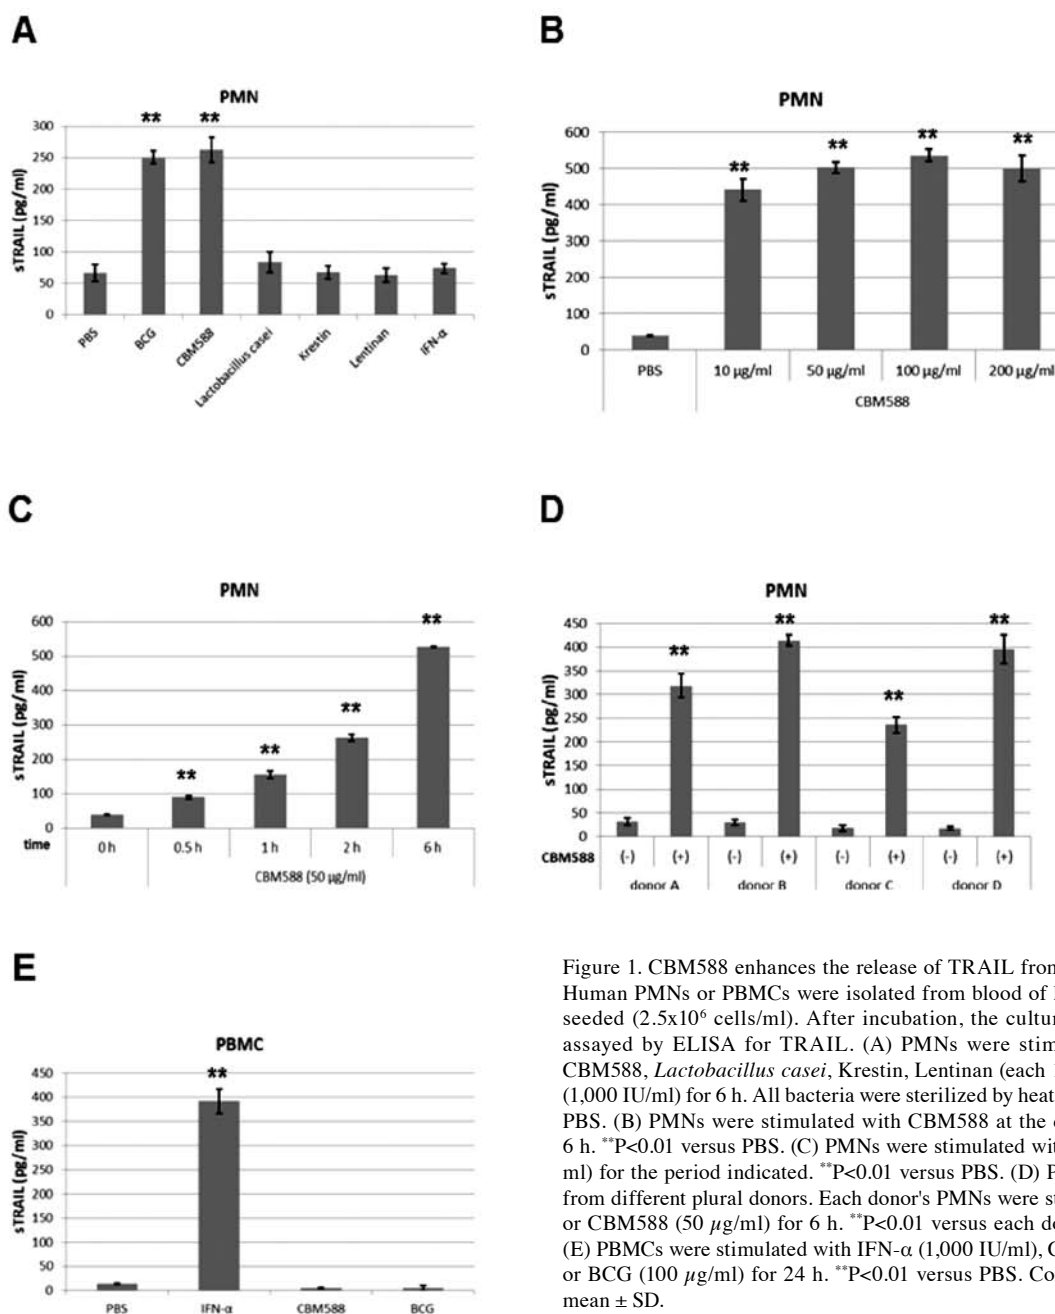 A
PMN
**
**
300
250
200
150
100
50
0
sTRAIL (pg/ml)
PBS
BCG
CBM588
Lactobacillus casei
Krestin
Lentinan
IFN-α
B
PMN
**
**
**
**
600
500
400
300
200
100
0
sTRAIL (pg/ml)
PBS
10 µg/ml
50 µg/ml
100 µg/ml
200 µg/ml
CBM588
C
PMN
**
**
**
**
600
500
400
300
200
100
0
sTRAIL (pg/ml)
time
0 h
0.5 h
1 h
2 h
6 h
CBM588 (50 µg/ml)
D
PMN
**
**
**
**
450
400
350
300
250
200
150
100
50
0
sTRAIL (pg/ml)
CBM588
(-)
(+)
(-)
(+)
(-)
(+)
(-)
(+)
donor A
donor B
donor C
donor D
E
PBMC
**
450
400
350
300
250
200
150
100
50
0
sTRAIL (pg/ml)
PBS
IFN-α
CBM588
BCG
Figure 1. CBM588 enhances the release of TRAIL from
Human PMNs or PBMCs were isolated from blood of
seeded (2.5x10⁶ cells/ml). After incubation, the cultur
assayed by ELISA for TRAIL. (A) PMNs were stim
CBM588, Lactobacillus casei, Krestin, Lentinan (each
(1,000 IU/ml) for 6 h. All bacteria were sterilized by heat
PBS. (B) PMNs were stimulated with CBM588 at the
6 h. **P<0.01 versus PBS. (C) PMNs were stimulated wit
ml) for the period indicated. **P<0.01 versus PBS. (D) P
from different plural donors. Each donor's PMNs were st
or CBM588 (50 µg/ml) for 6 h. **P<0.01 versus each do
(E) PBMCs were stimulated with IFN-α (1,000 IU/ml), C
or BCG (100 µg/ml) for 24 h. **P<0.01 versus PBS. Co
mean ± SD.